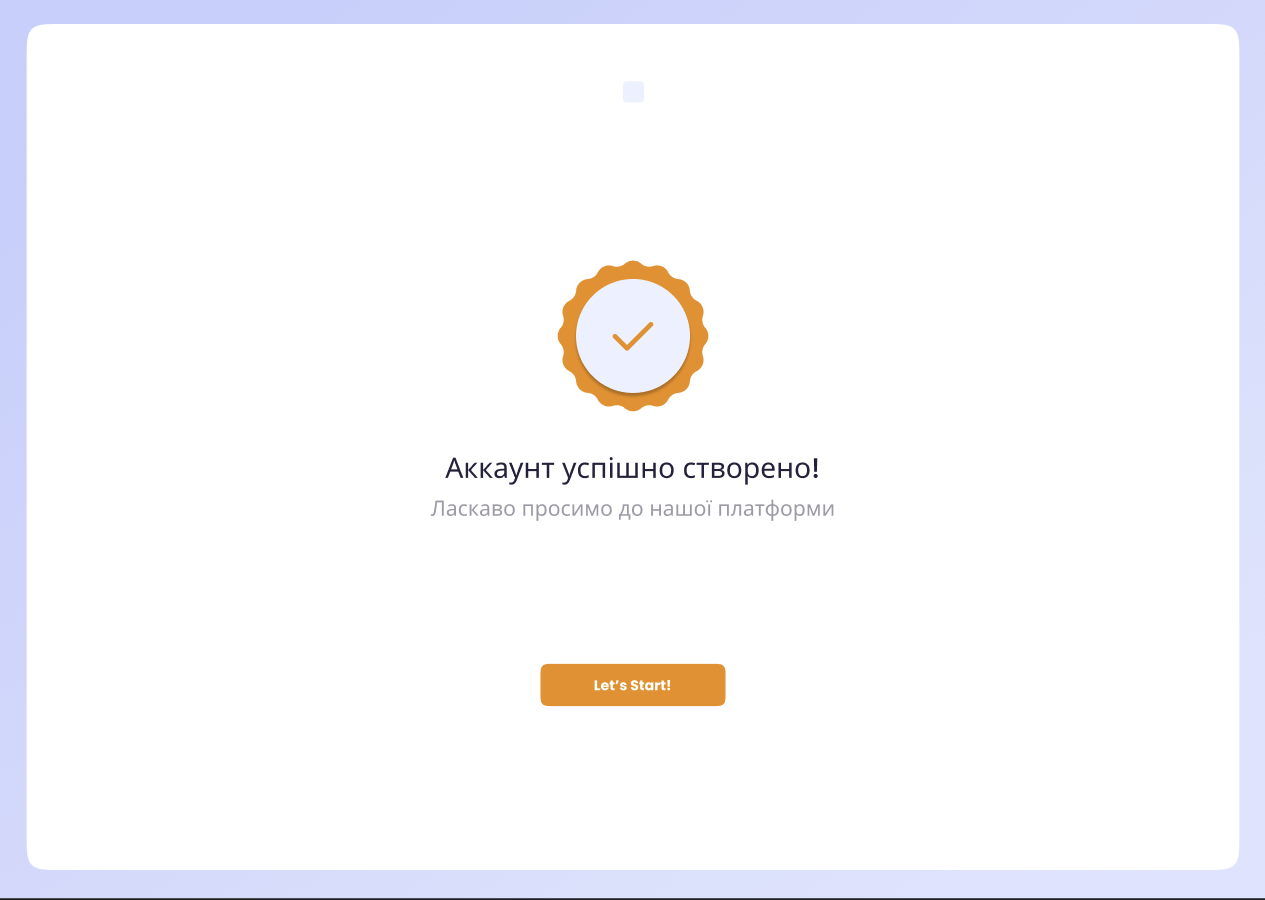 Аккаунт успішно створено!
Ласкаво просимо до нашої платформи
Let’s Start!